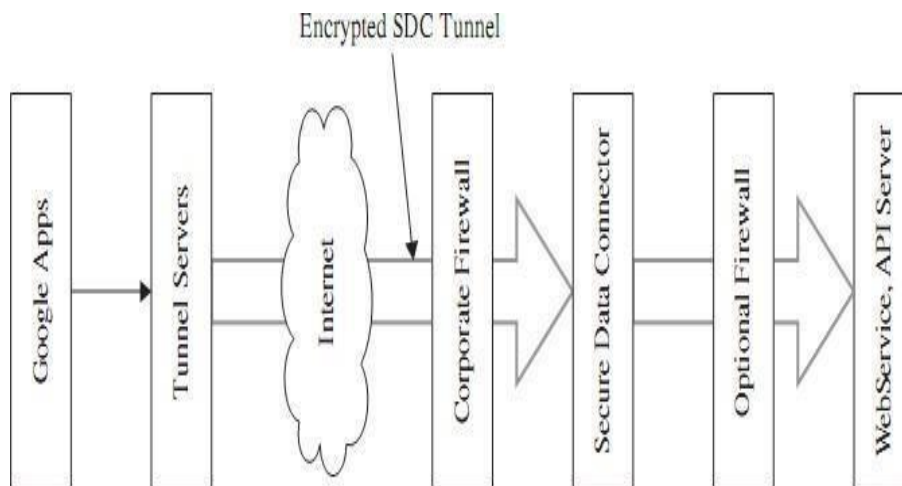 Encrypted SDC Tunnel
Google Apps
Tunnel Servers
Internet
Corporate Firewall
Secure Data Connector
Optional Firewall
WebService, API Server